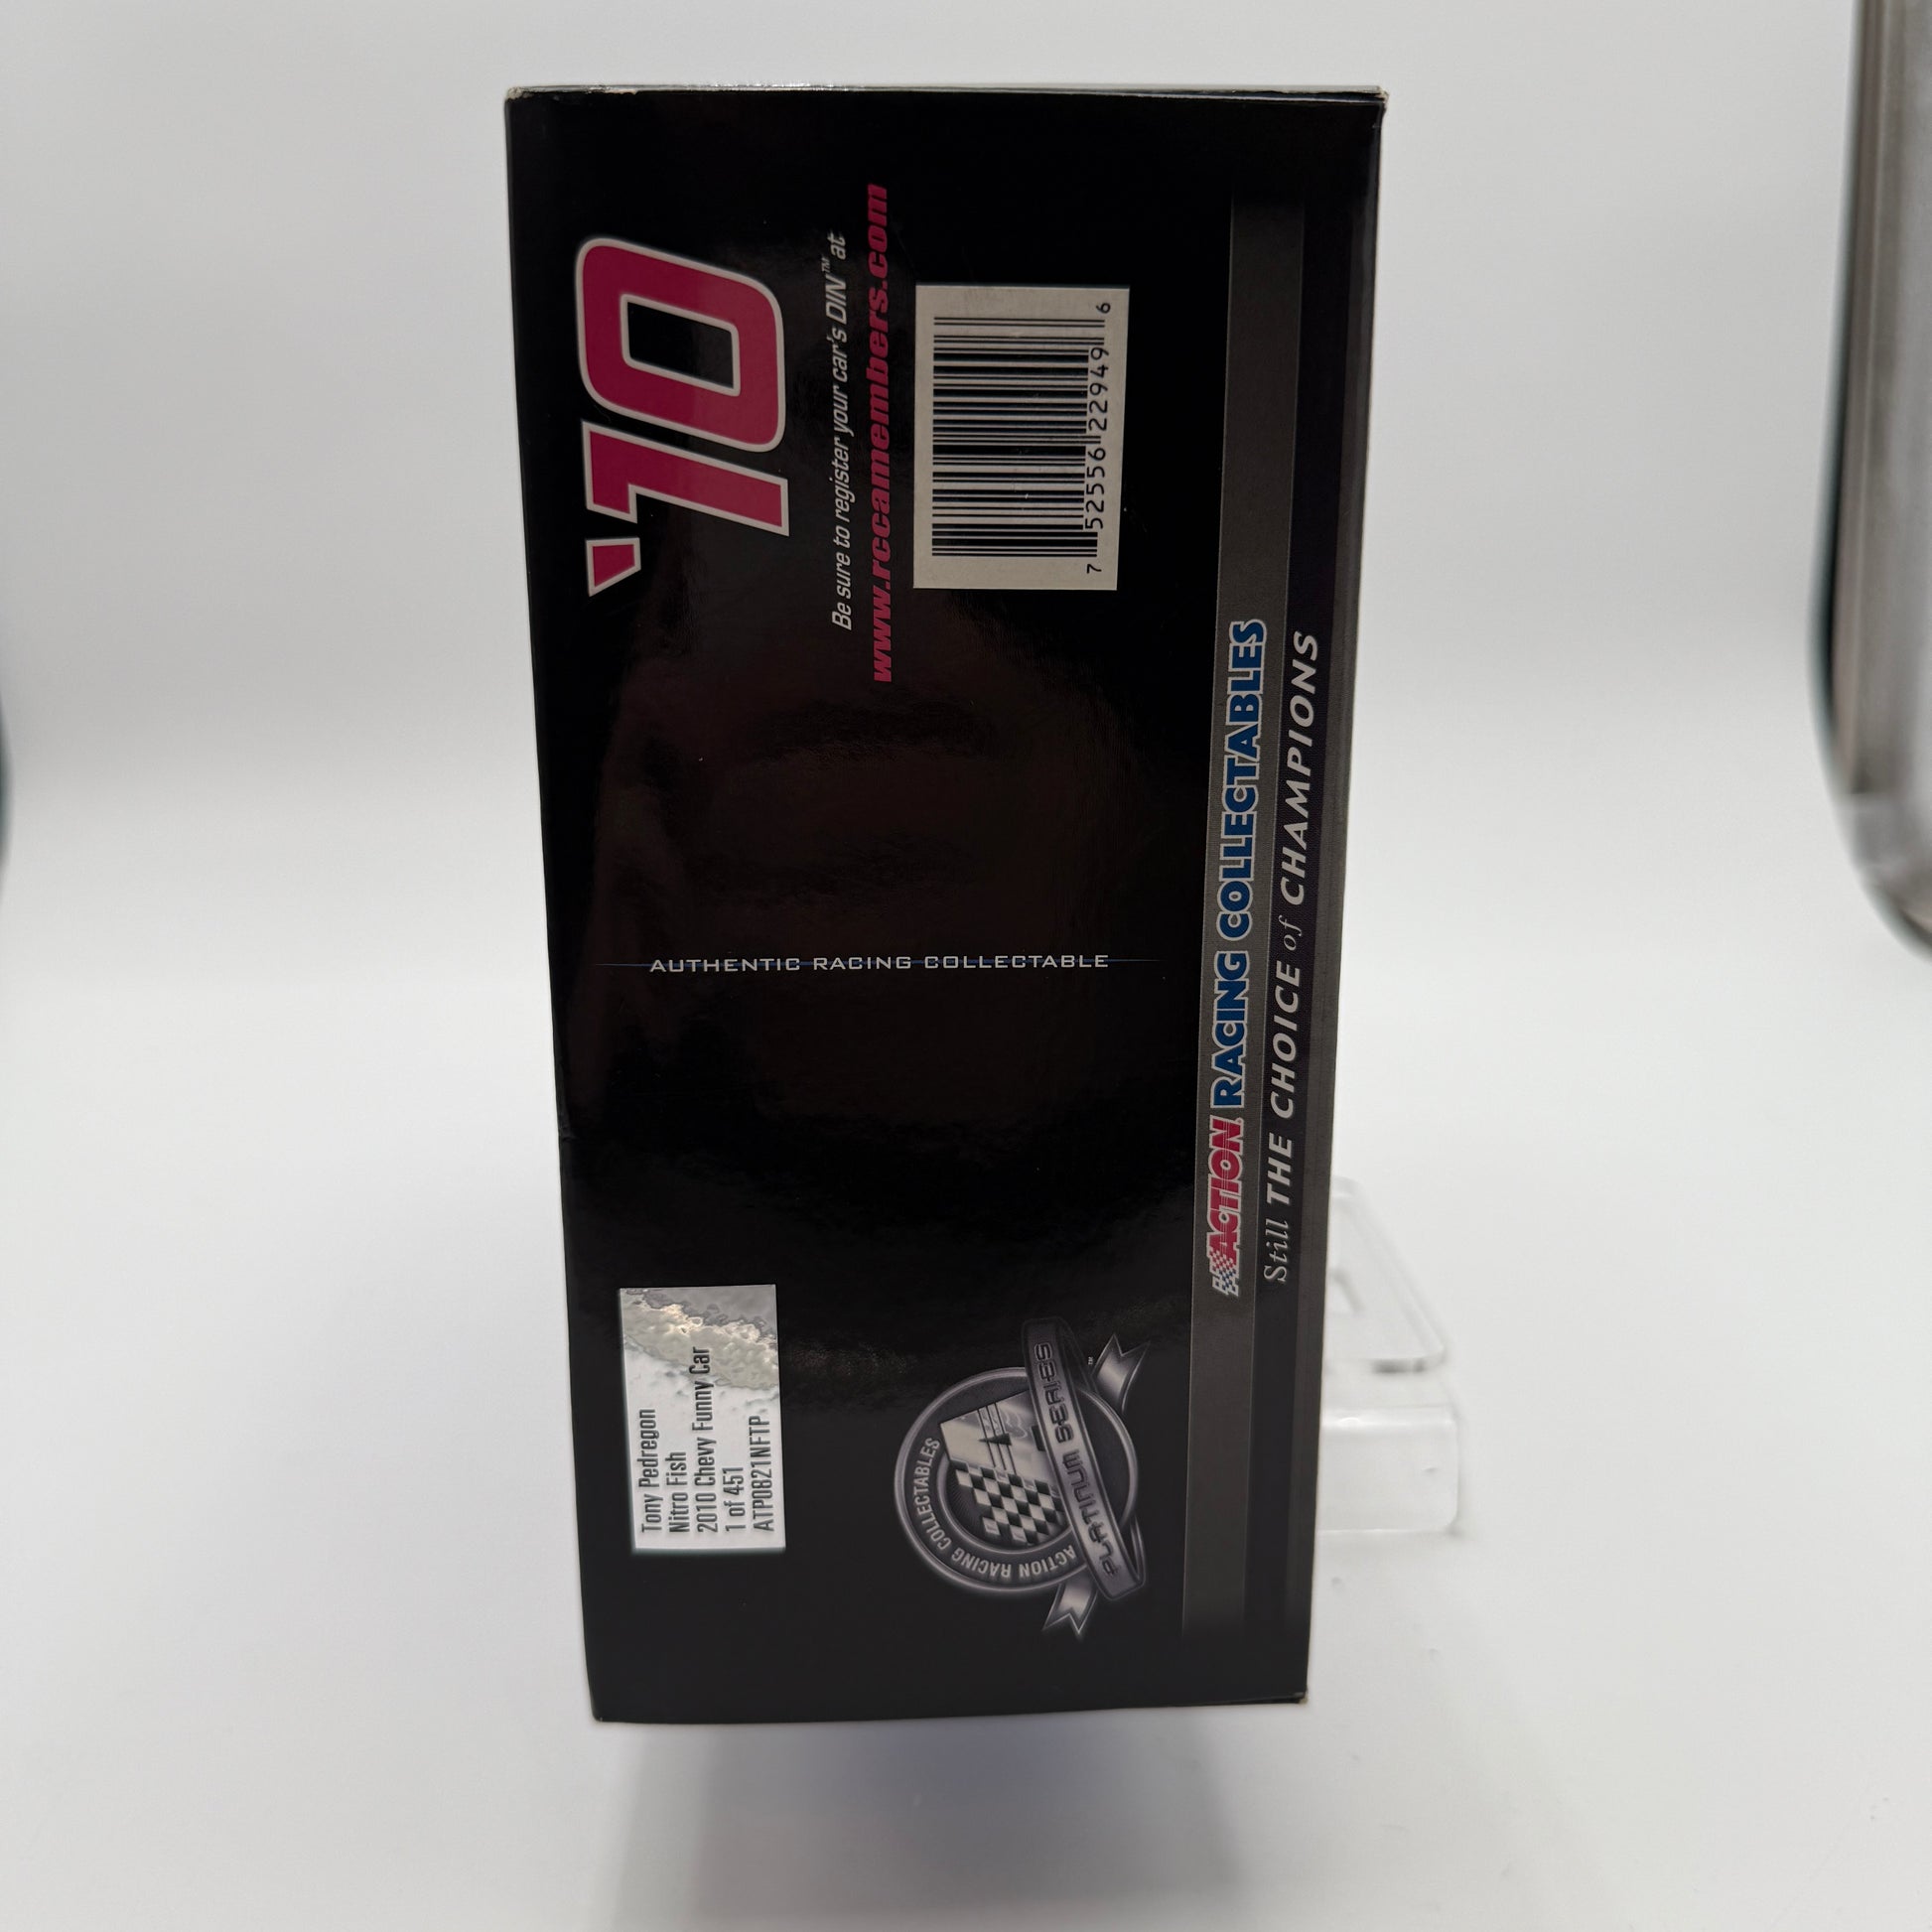 '10
Be sure to register your car's DIN™ at
www.rccamembers.com
7 52556 22949 6
AUTHENTIC RACING COLLECTABLE
Tony Pedregon
Nitro Fish
2010 Chevy Funny Car
1 of 451
ATP0821NFTP
ACTION RACING COLLECTABLES
PLATINUM SERIES™
ACTION RACING COLLECTABLES
Still THE CHOICE of CHAMPIONS